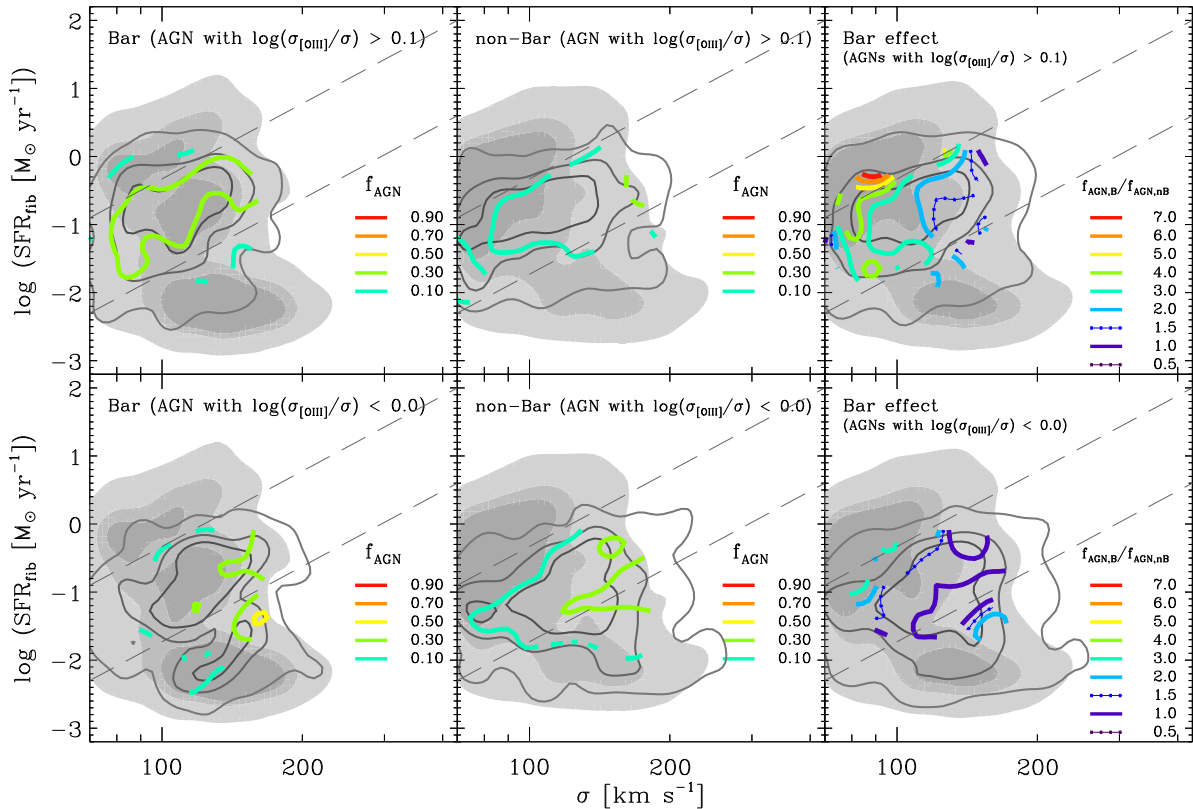 Bar (AGN with log(σ[OIII]/σ) > 0.1)
non-Bar (AGN with log(σ[OIII]/σ) > 0.1)
Bar effect
(AGNs with log(σ[OIII]/σ) > 0.1)
2
1
0
−1
−2
−3
log (SFRfib [M⊙ yr−1])
fAGN
0.90
0.70
0.50
0.30
0.10
fAGN
0.90
0.70
0.50
0.30
0.10
fAGN,B/fAGN,nB
7.0
6.0
5.0
4.0
3.0
2.0
1.5
1.0
0.5
Bar (AGN with log(σ[OIII]/σ) < 0.0)
non-Bar (AGN with log(σ[OIII]/σ) < 0.0)
Bar effect
(AGNs with log(σ[OIII]/σ) < 0.0)
2
1
0
−1
−2
−3
log (SFRfib [M⊙ yr−1])
fAGN
0.90
0.70
0.50
0.30
0.10
fAGN
0.90
0.70
0.50
0.30
0.10
fAGN,B/fAGN,nB
7.0
6.0
5.0
4.0
3.0
2.0
1.5
1.0
0.5
100 200 100 200 100 200
σ [km s−1]